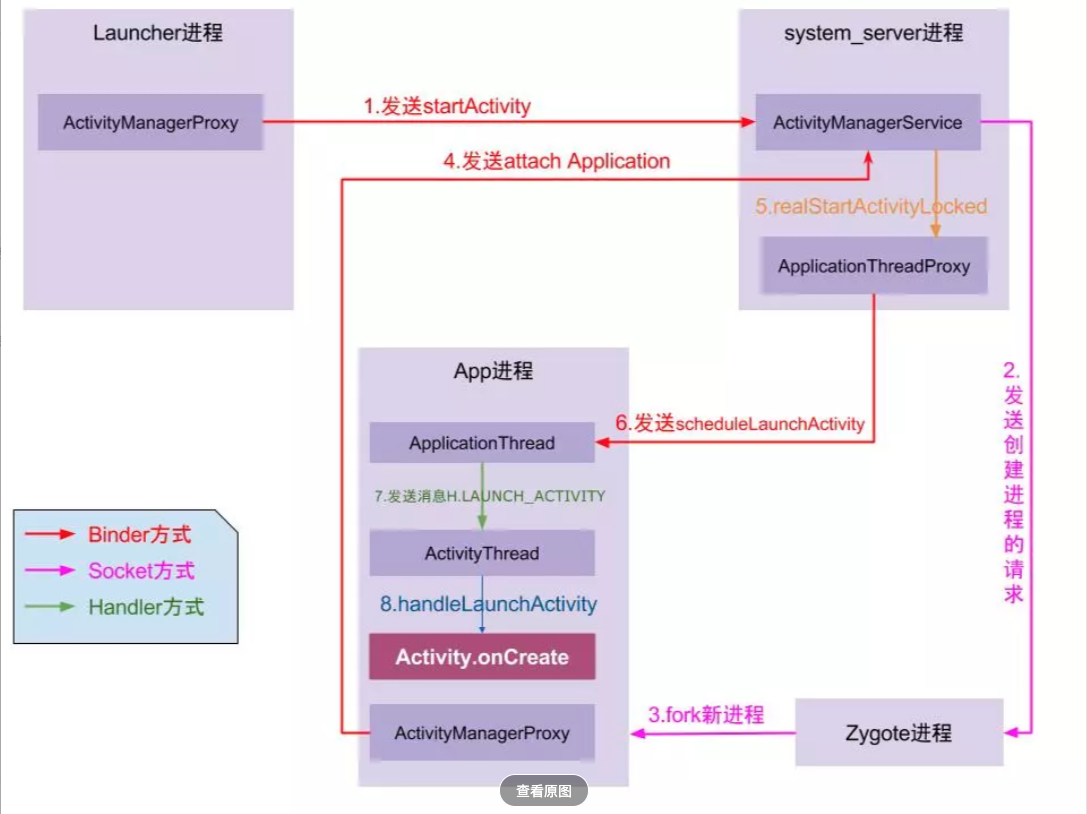 Launcher进程
system_server进程
ActivityManagerProxy
1.发送startActivity
ActivityManagerService
4.发送attach Application
5.realStartActivityLocked
ApplicationThreadProxy
App进程
2.发送创建进程的请求
6.发送scheduleLaunchActivity
ApplicationThread
7.发送消息H.LAUNCH_ACTIVITY
Binder方式
ActivityThread
Socket方式
8.handleLaunchActivity
Handler方式
Activity.onCreate
3.fork新进程
ActivityManagerProxy
Zygote进程
查看原图